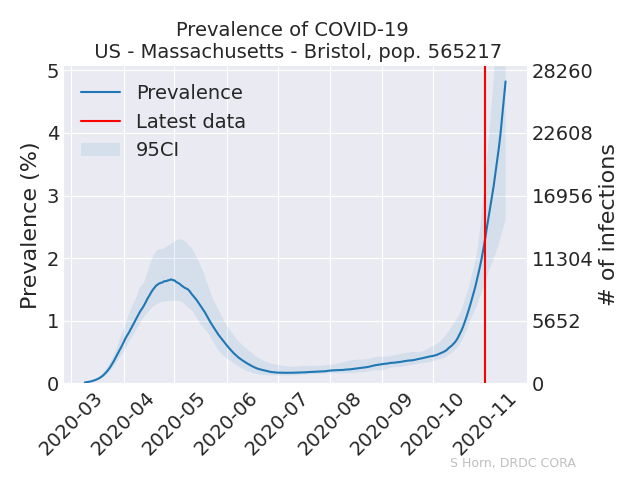 Prevalence of COVID-19
US - Massachusetts - Bristol, pop. 565217
Prevalence
Latest data
95CI
Prevalence (%)
5
4
3
2
1
0
28260
22608
16956
11304
5652
0
# of infections
2020-03
2020-04
2020-05
2020-06
2020-07
2020-08
2020-09
2020-10
2020-11
S Horn, DRDC CORA